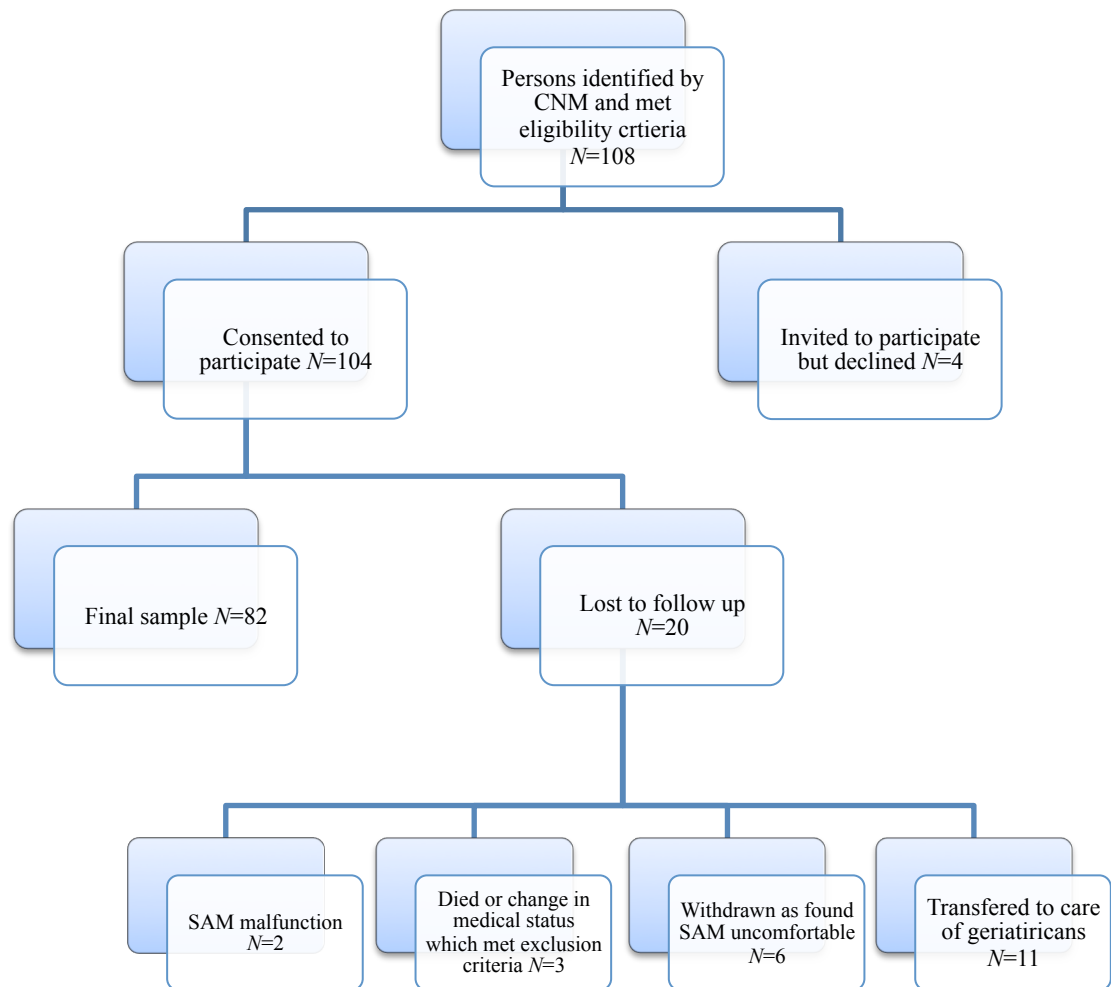 Persons identified by
CNM and met
eligibility crtieria
N=108
Consented to
participate N=104
Invited to participate
but declined N=4
Final sample N=82
Lost to follow up
N=20
SAM malfunction
N=2
Died or change in
medical status
which met exclusion
criteria N=3
Withdrawn as found
SAM uncomfortable
N=6
Transfered to care
of geriatiricans
N=11